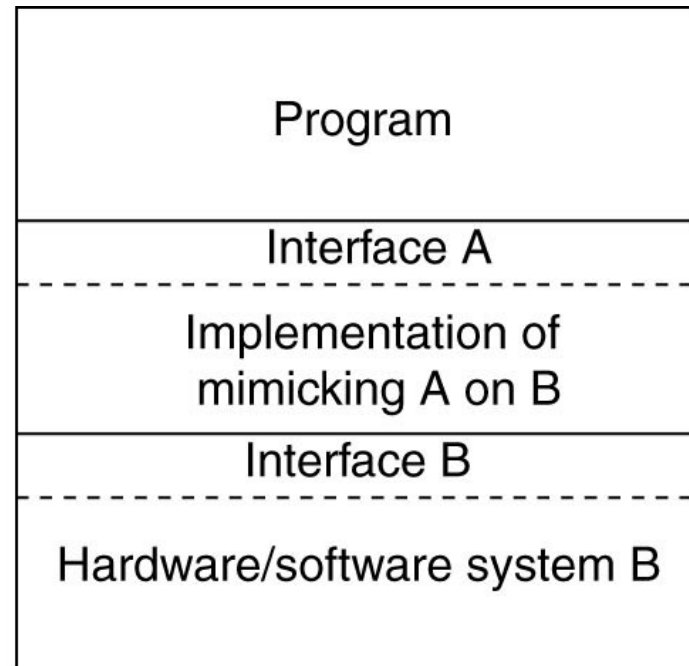 Program
Interface A
Implementation of
mimicking A on B
Interface B
Hardware/software system B